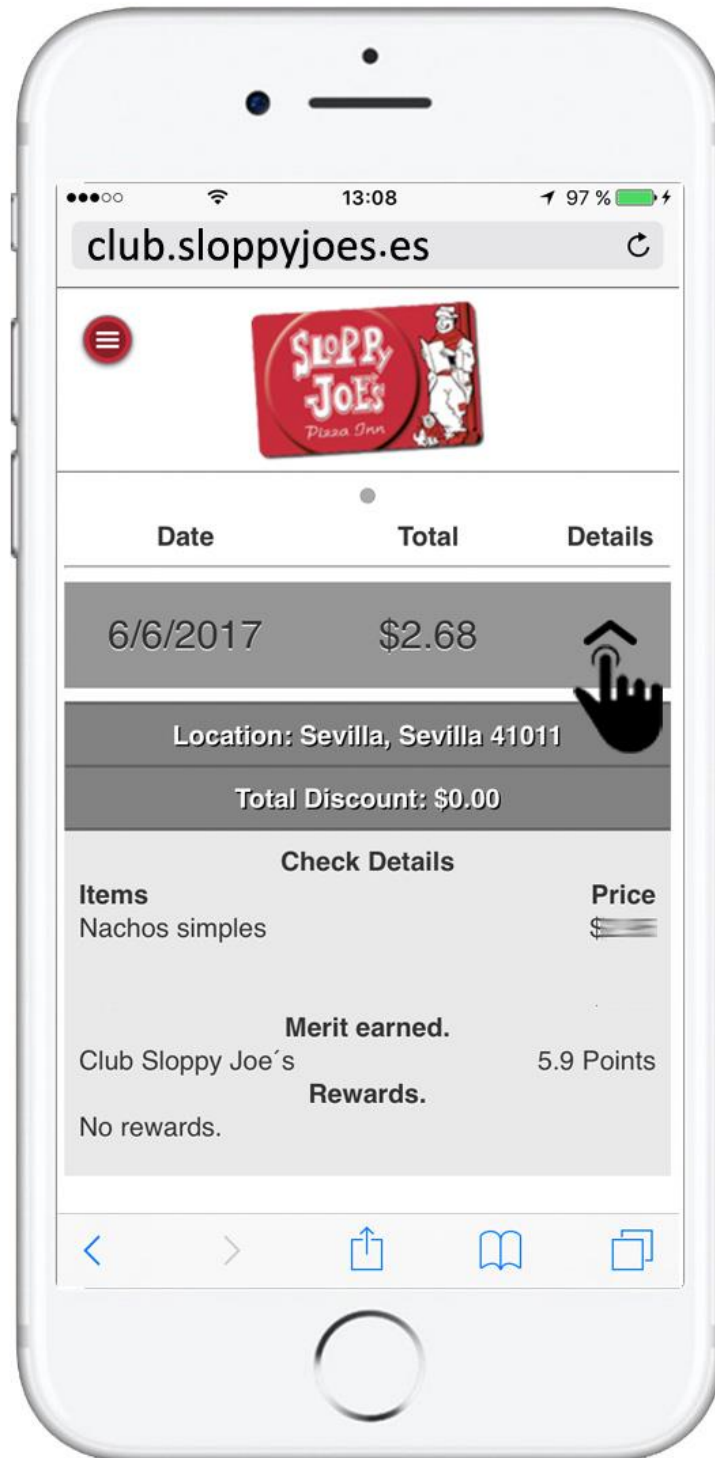 13:08
97 %
club.sloppyjoes.es
SLOPPY
JOE'S
Pizza Inn
Date Total Details
6/6/2017 $2.68
Location: Sevilla, Sevilla 41011
Total Discount: $0.00
Check Details
Items Price
Nachos simples $
Merit earned.
Club Sloppy Joe´s 5.9 Points
Rewards.
No rewards.